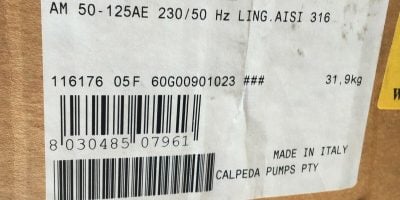 AM 50-125AE 230/50 Hz LING.AISI 316
116176 05F 60G00901023 ### 31,9kg
8 030485 07961
MADE IN ITALY
CALPEDA PUMPS PTY